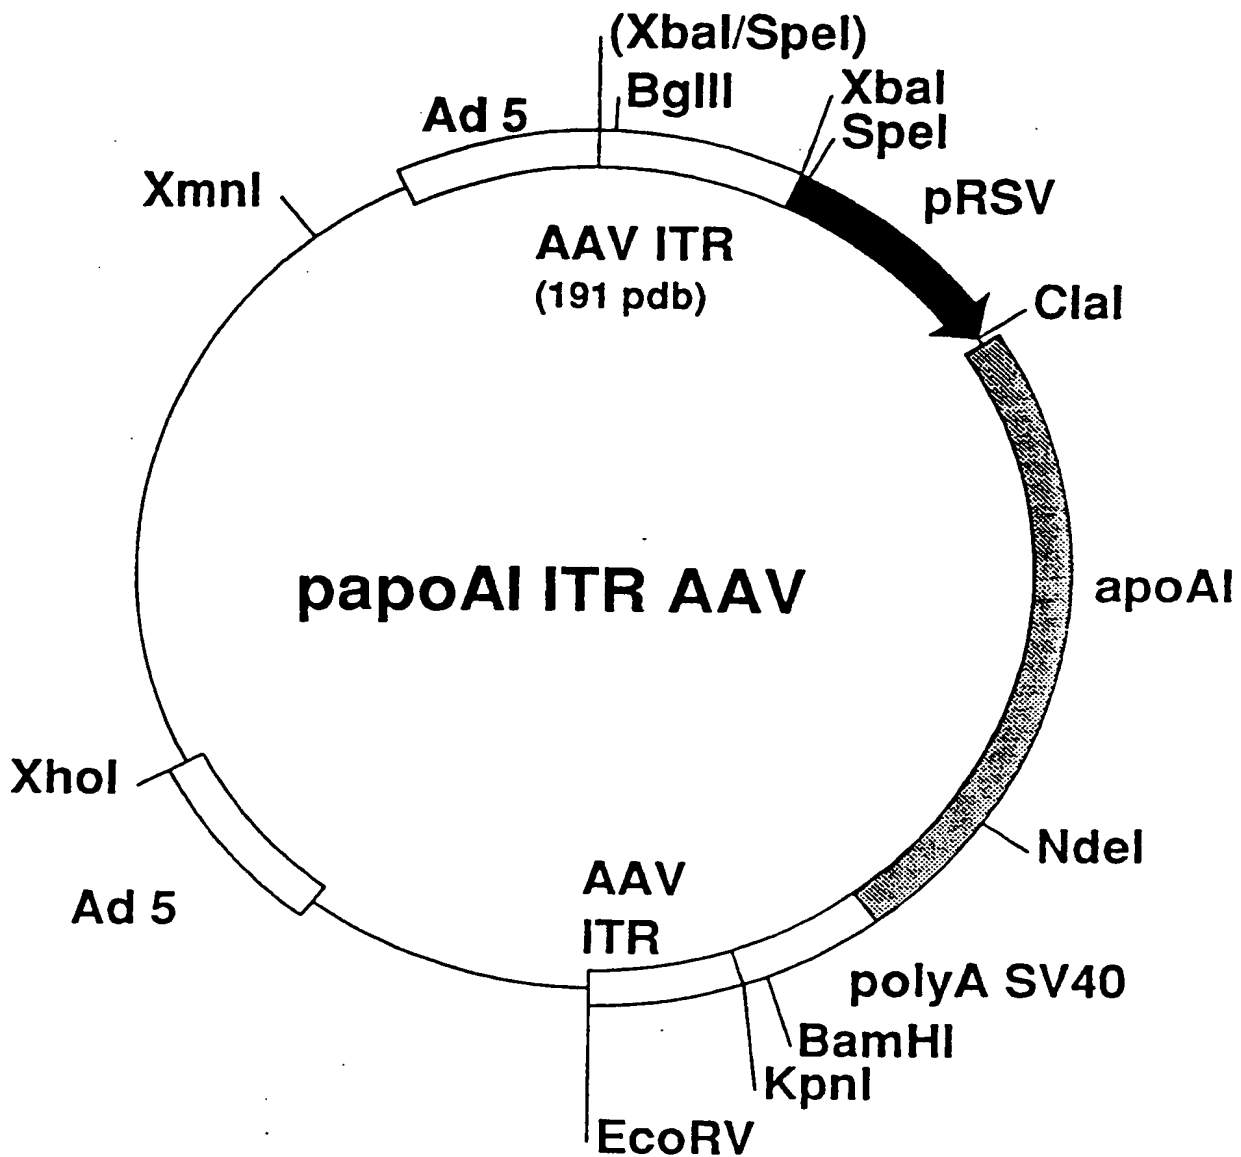 (XbaI/SpeI)
BglII
XbaI
SpeI
Ad 5
XmnI
pRSV
AAV ITR
(191 pdb)
ClaI
papoAI ITR AAV
apoAI
XhoI
NdeI
AAV
ITR
Ad 5
polyA SV40
BamHI
KpnI
EcoRV